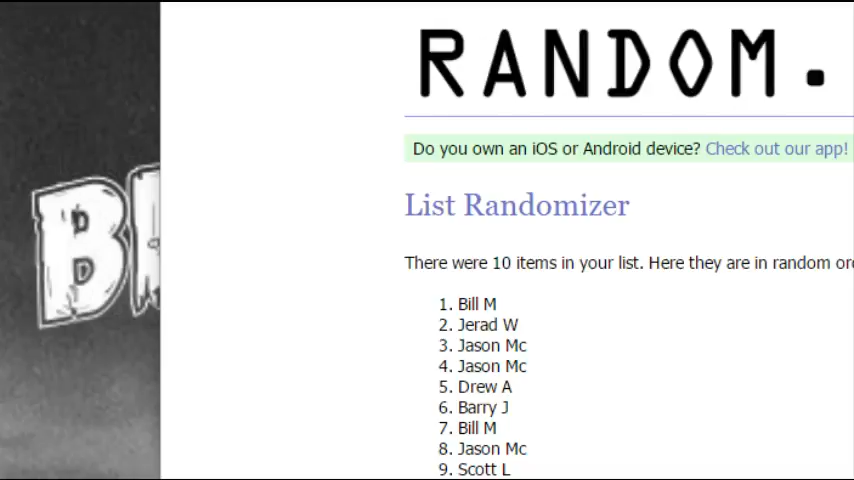 RANDOM.
Do you own an iOS or Android device? Check out our app!
List Randomizer
There were 10 items in your list. Here they are in random
1. Bill M
2. Jerad W
3. Jason Mc
4. Jason Mc
5. Drew A
6. Barry J
7. Bill M
8. Jason Mc
9. Scott L